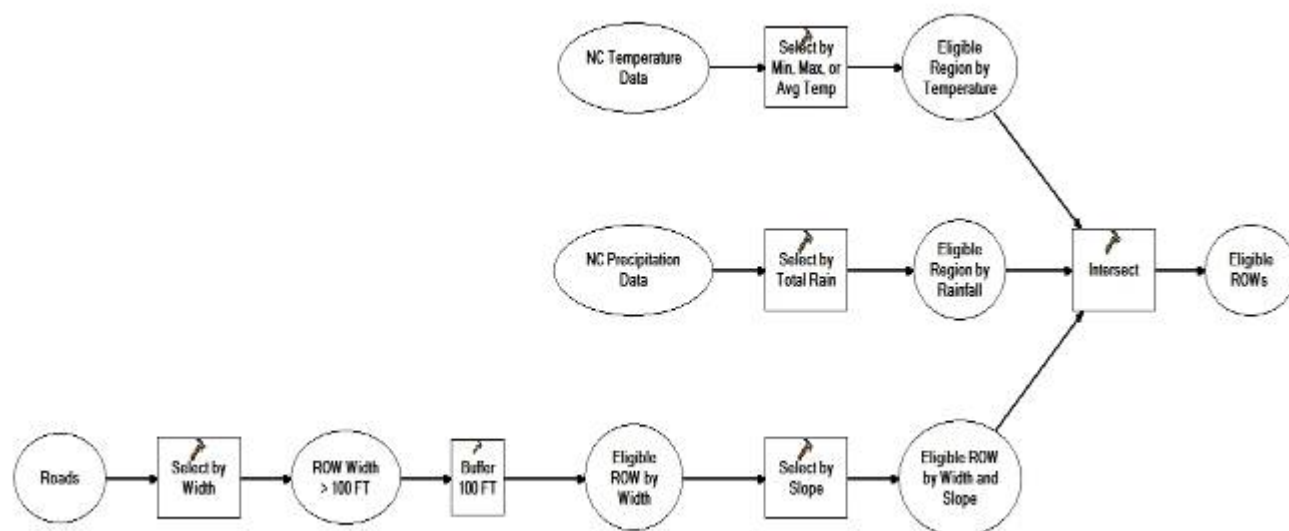 NC Temperature
Data
Select by
Min, Max, or
Avg Temp
Eligible
Region by
Temperature
NC Precipitation
Data
Select by
Total Rain
Eligible
Region by
Rainfall
Intersect
Eligible
ROWs
Roads
Select by
Width
ROW Width
> 100 FT
Buffer
100 FT
Eligible
ROW by
Width
Select by
Slope
Eligible ROW
by Width and
Slope